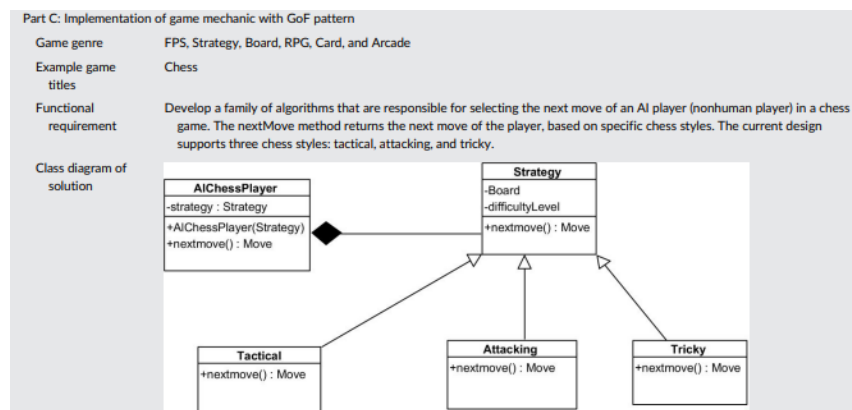 Part C: Implementation of game mechanic with GoF pattern
Game genre FPS, Strategy, Board, RPG, Card, and Arcade
Example game titles Chess
Functional requirement Develop a family of algorithms that are responsible for selecting the next move of an AI player (nonhuman player) in a chess
game. The nextMove method returns the next move of the player, based on specific chess styles. The current design
supports three chess styles: tactical, attacking, and tricky.
Class diagram of solution
AIChessPlayer
-strategy : Strategy
+AIChessPlayer(Strategy)
+nextmove() : Move
Strategy
-Board
-difficultyLevel
+nextmove() : Move
Tactical
+nextmove() : Move
Attacking
+nextmove() : Move
Tricky
+nextmove() : Move